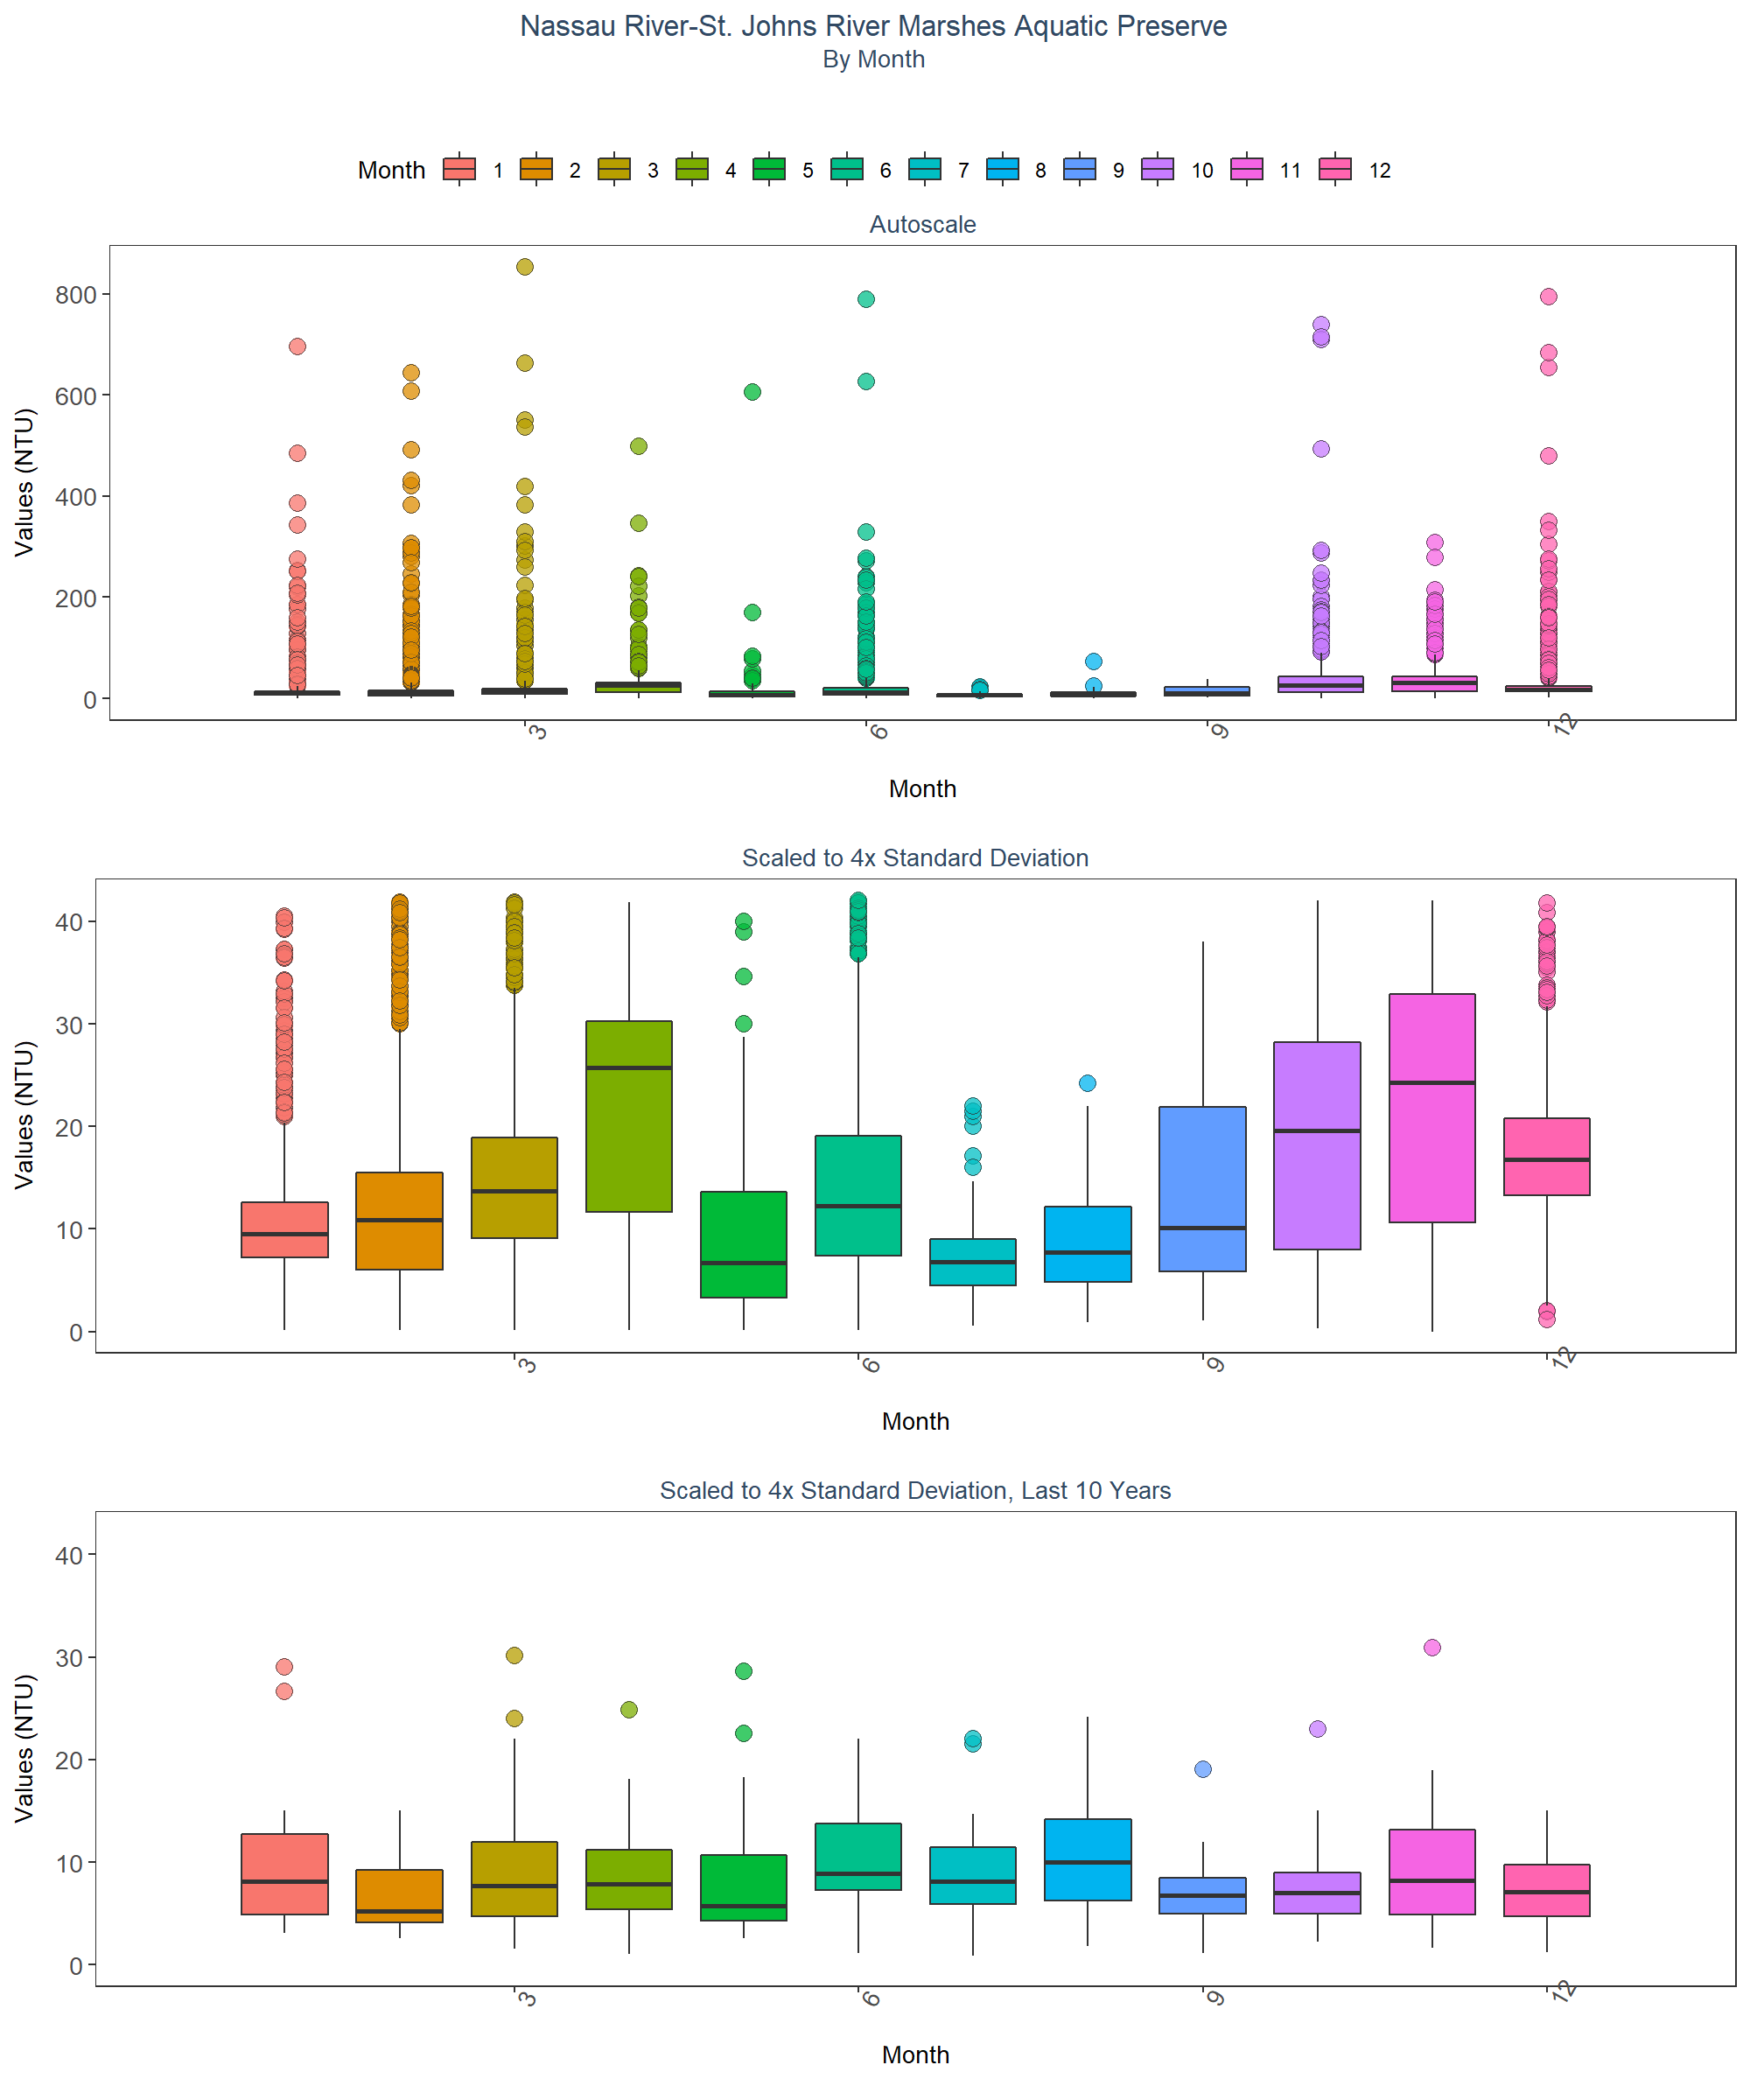 Nassau River-St. Johns River Marshes Aquatic Preserve
By Month
Month 1 2 3 4 5 6 7 8 9 10 11 12
Autoscale
Values (NTU)
800
600
400
200
0
3 6 9 12
Month
Scaled to 4x Standard Deviation
Values (NTU)
40
30
20
10
0
3 6 9 12
Month
Scaled to 4x Standard Deviation, Last 10 Years
Values (NTU)
40
30
20
10
0
3 6 9 12
Month